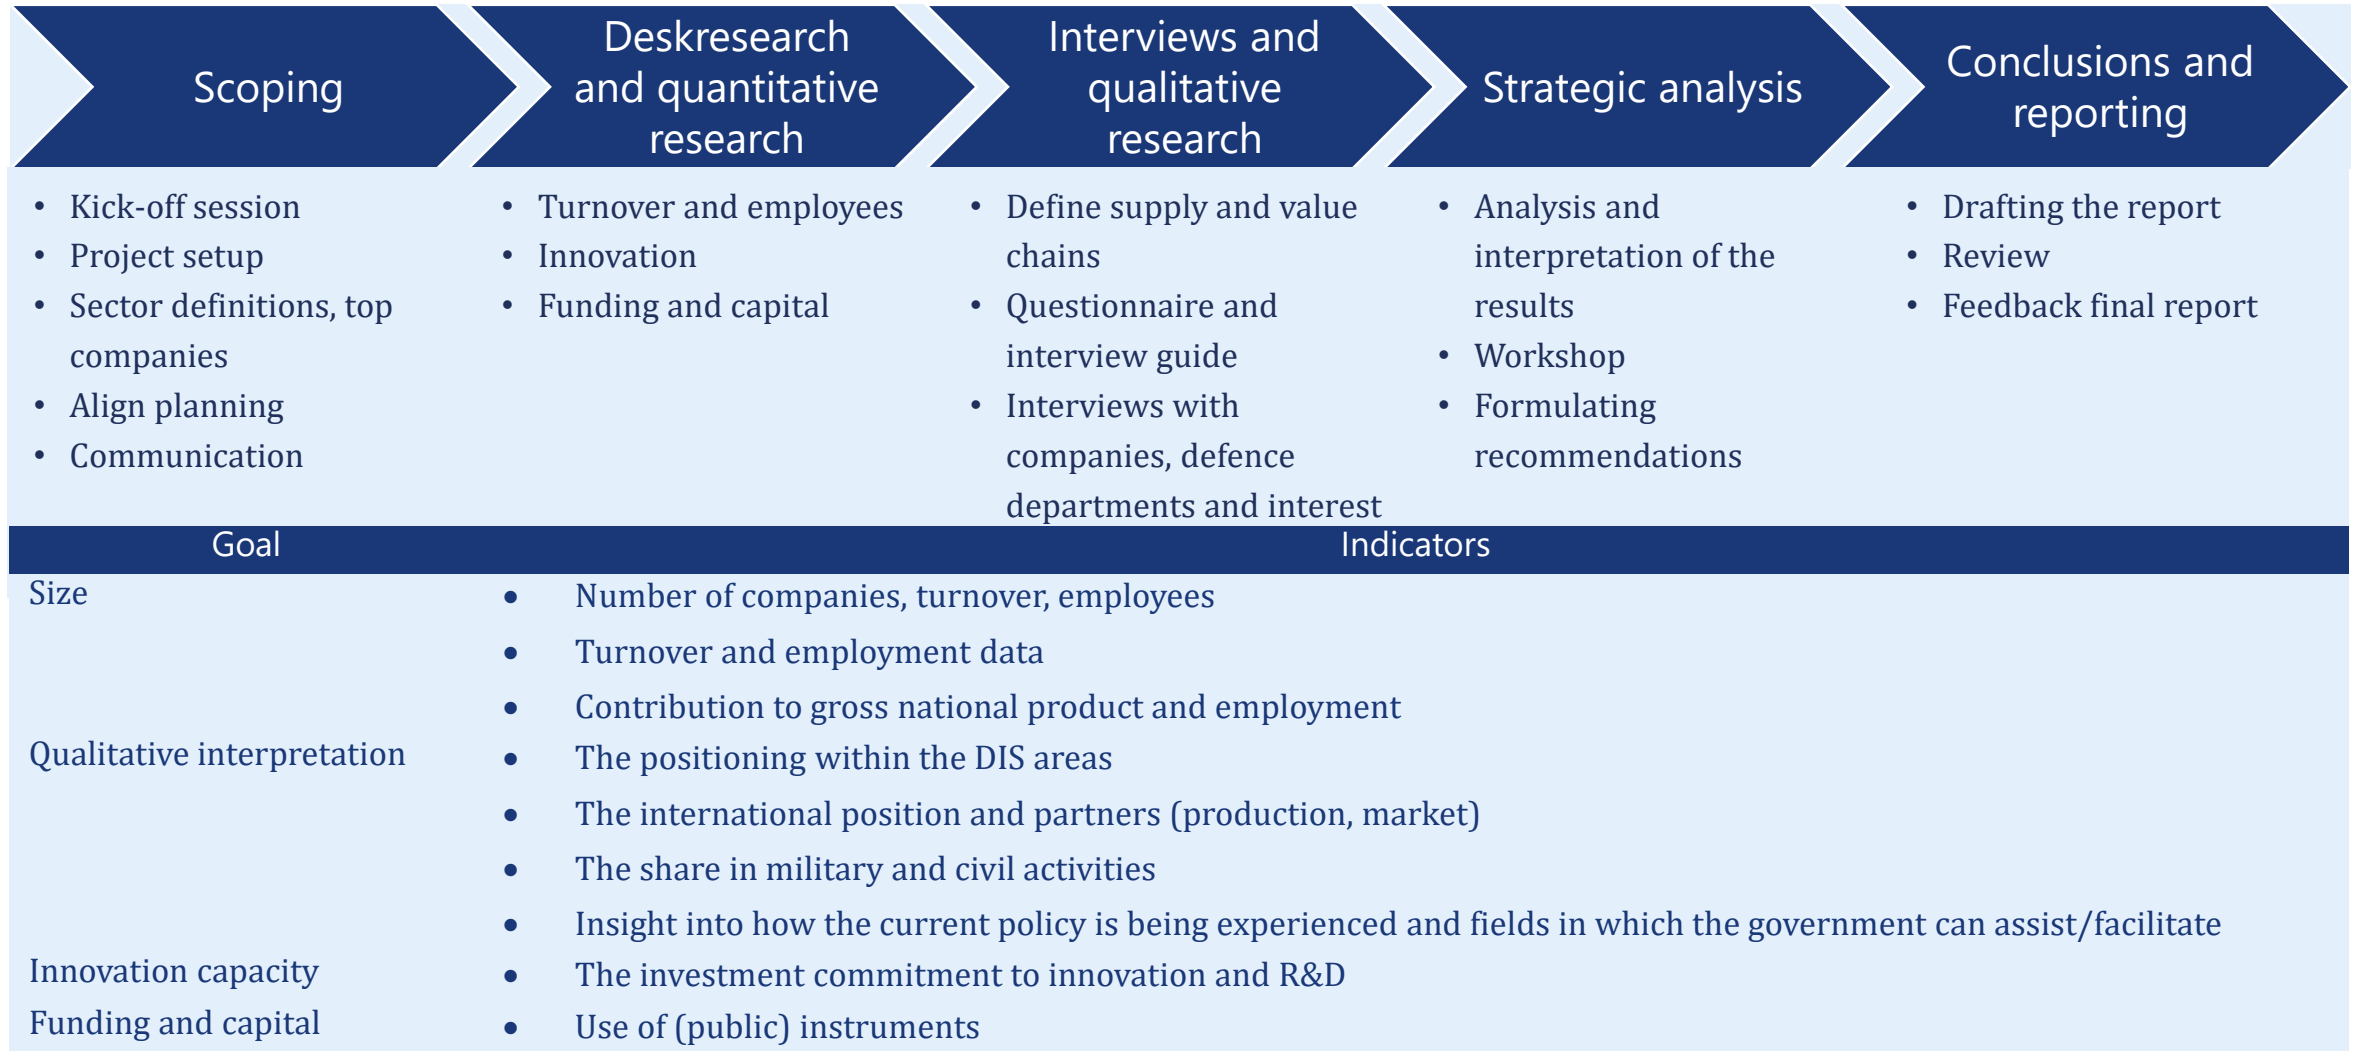 Scoping
Deskresearch
and quantitative
research
Interviews and
qualitative
research
Strategic analysis
Conclusions and
reporting
• Kick-off session
• Project setup
• Sector definitions, top
companies
• Align planning
• Communication
• Turnover and employees
• Innovation
• Funding and capital
• Define supply and value
chains
• Questionnaire and
interview guide
• Interviews with
companies, defence
departments and interest
• Analysis and
interpretation of the
results
• Workshop
• Formulating
recommendations
• Drafting the report
• Review
• Feedback final report
Goal
Indicators
Size
• Number of companies, turnover, employees
• Turnover and employment data
• Contribution to gross national product and employment
Qualitative interpretation
• The positioning within the DIS areas
• The international position and partners (production, market)
• The share in military and civil activities
• Insight into how the current policy is being experienced and fields in which the government can assist/facilitate
Innovation capacity
• The investment commitment to innovation and R&D
Funding and capital
• Use of (public) instruments